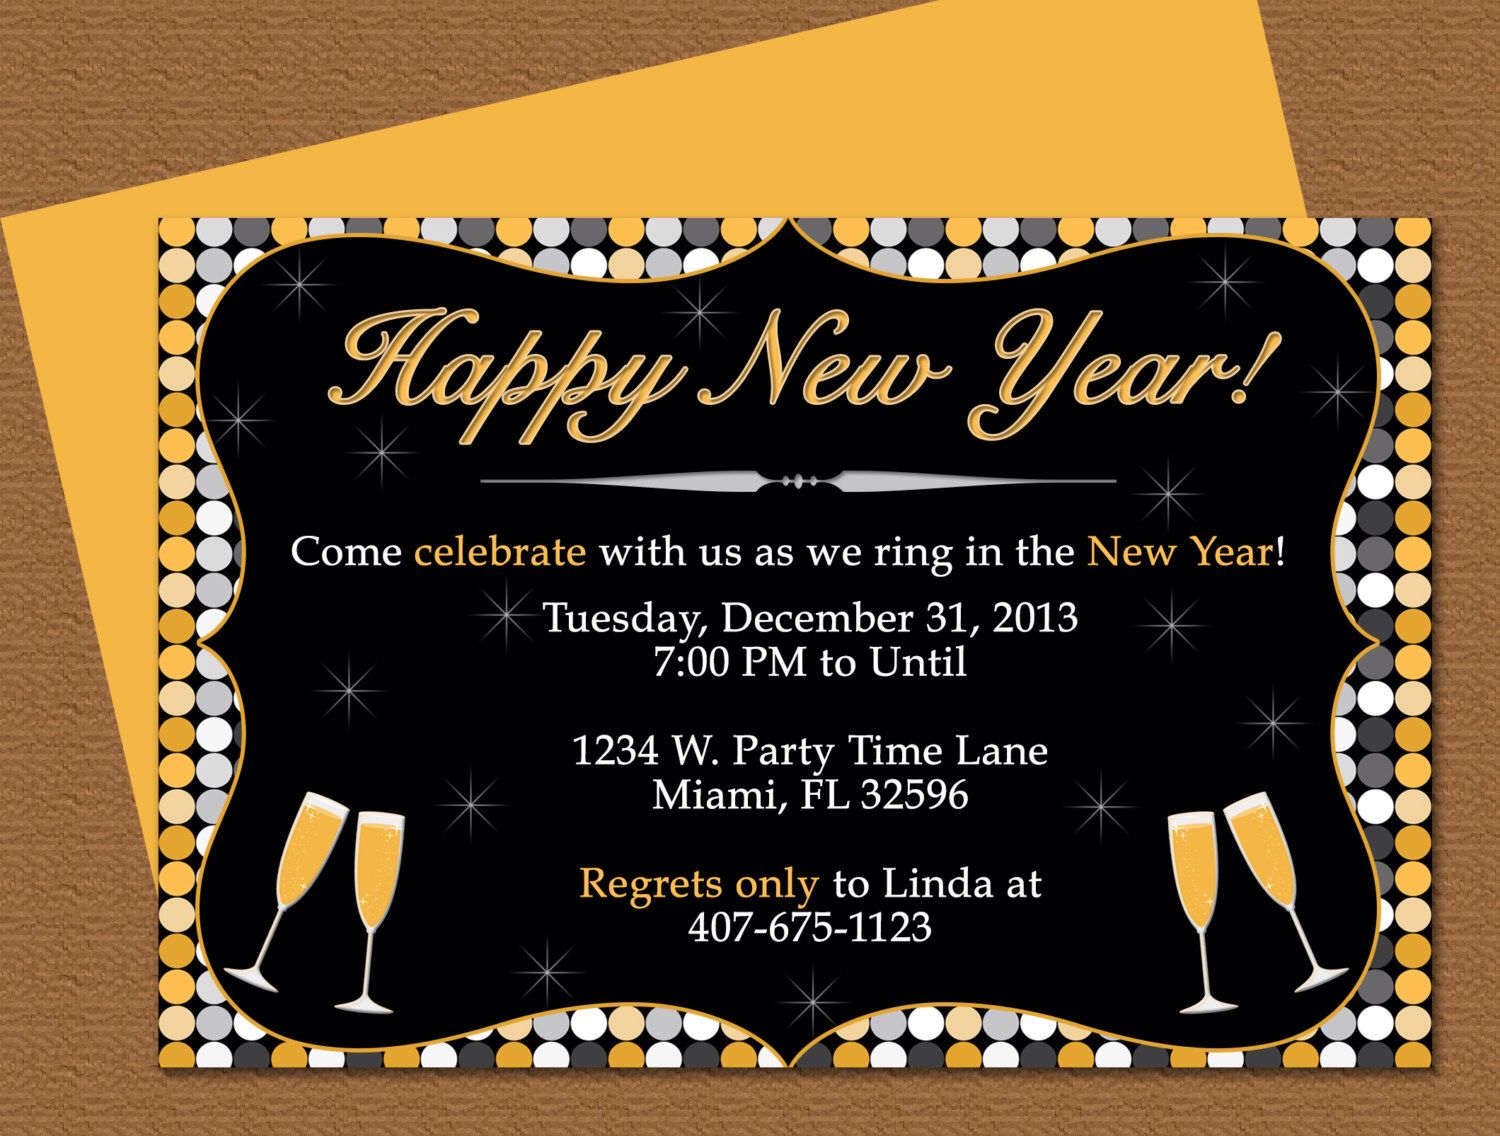 Happy New Year!
Come celebrate with us as we ring in the New Year!
Tuesday, December 31, 2013
7:00 PM to Until
1234 W. Party Time Lane
Miami, FL 32596
Regrets only to Linda at
407-675-1123